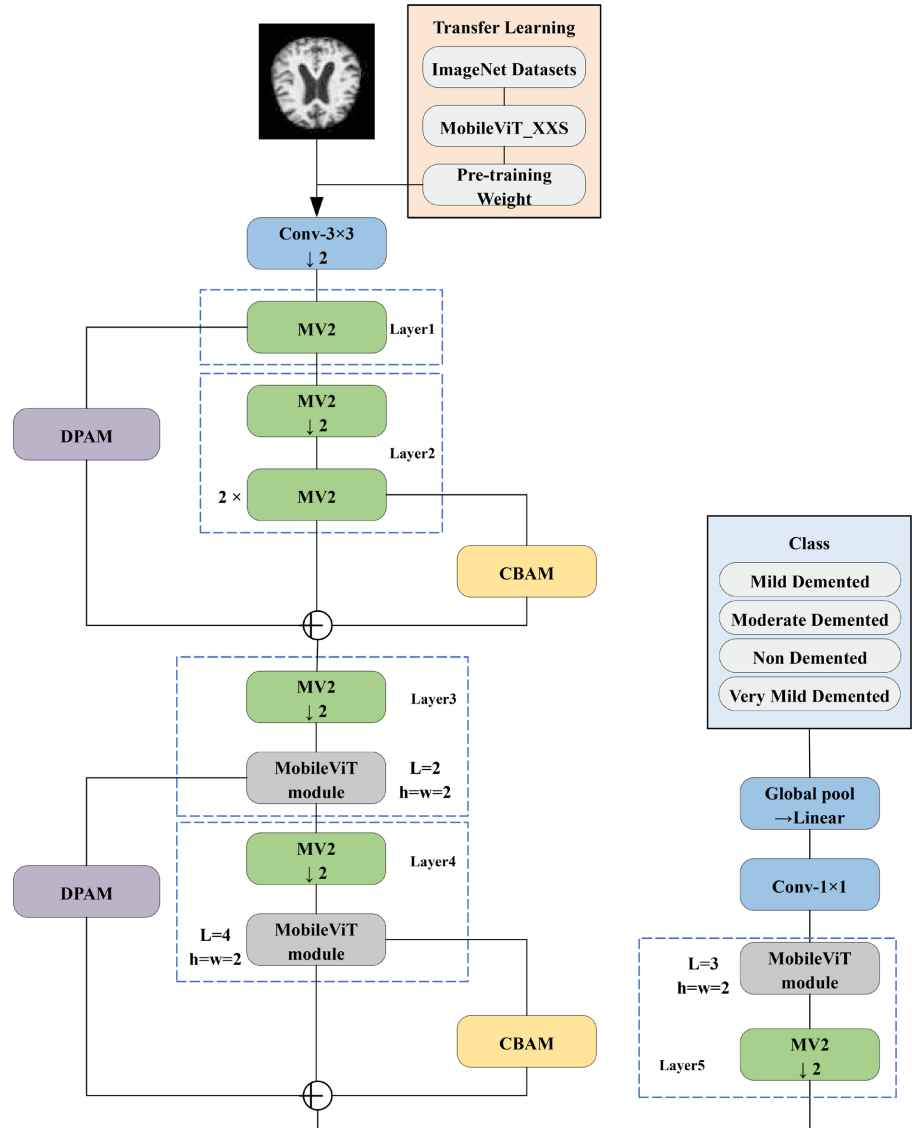 Transfer Learning
ImageNet Datasets
MobileViT_XXS
Pre-training
Weight
Conv-3×3
↓ 2
MV2
Layer1
MV2
↓ 2
DPAM
Layer2
2 ×
MV2
CBAM
MV2
↓ 2
Layer3
MobileViT
module
L=2
h=w=2
MV2
↓ 2
Layer4
DPAM
L=4
h=w=2
MobileViT
module
CBAM
Class
Mild Demented
Moderate Demented
Non Demented
Very Mild Demented
Global pool
→Linear
Conv-1×1
L=3
h=w=2
MobileViT
module
MV2
↓ 2
Layer5